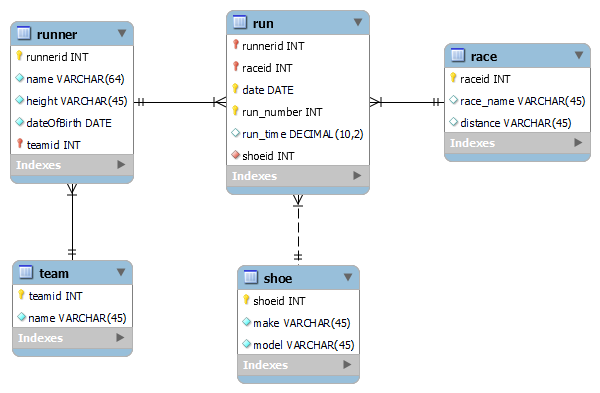 runner
runnerid INT
name VARCHAR(64)
height VARCHAR(45)
dateOfBirth DATE
teamid INT
Indexes
run
runnerid INT
raceid INT
date DATE
run_number INT
run_time DECIMAL(10,2)
shoeid INT
Indexes
race
raceid INT
race_name VARCHAR(45)
distance VARCHAR(45)
Indexes
team
teamid INT
name VARCHAR(45)
Indexes
shoe
shoeid INT
make VARCHAR(45)
model VARCHAR(45)
Indexes